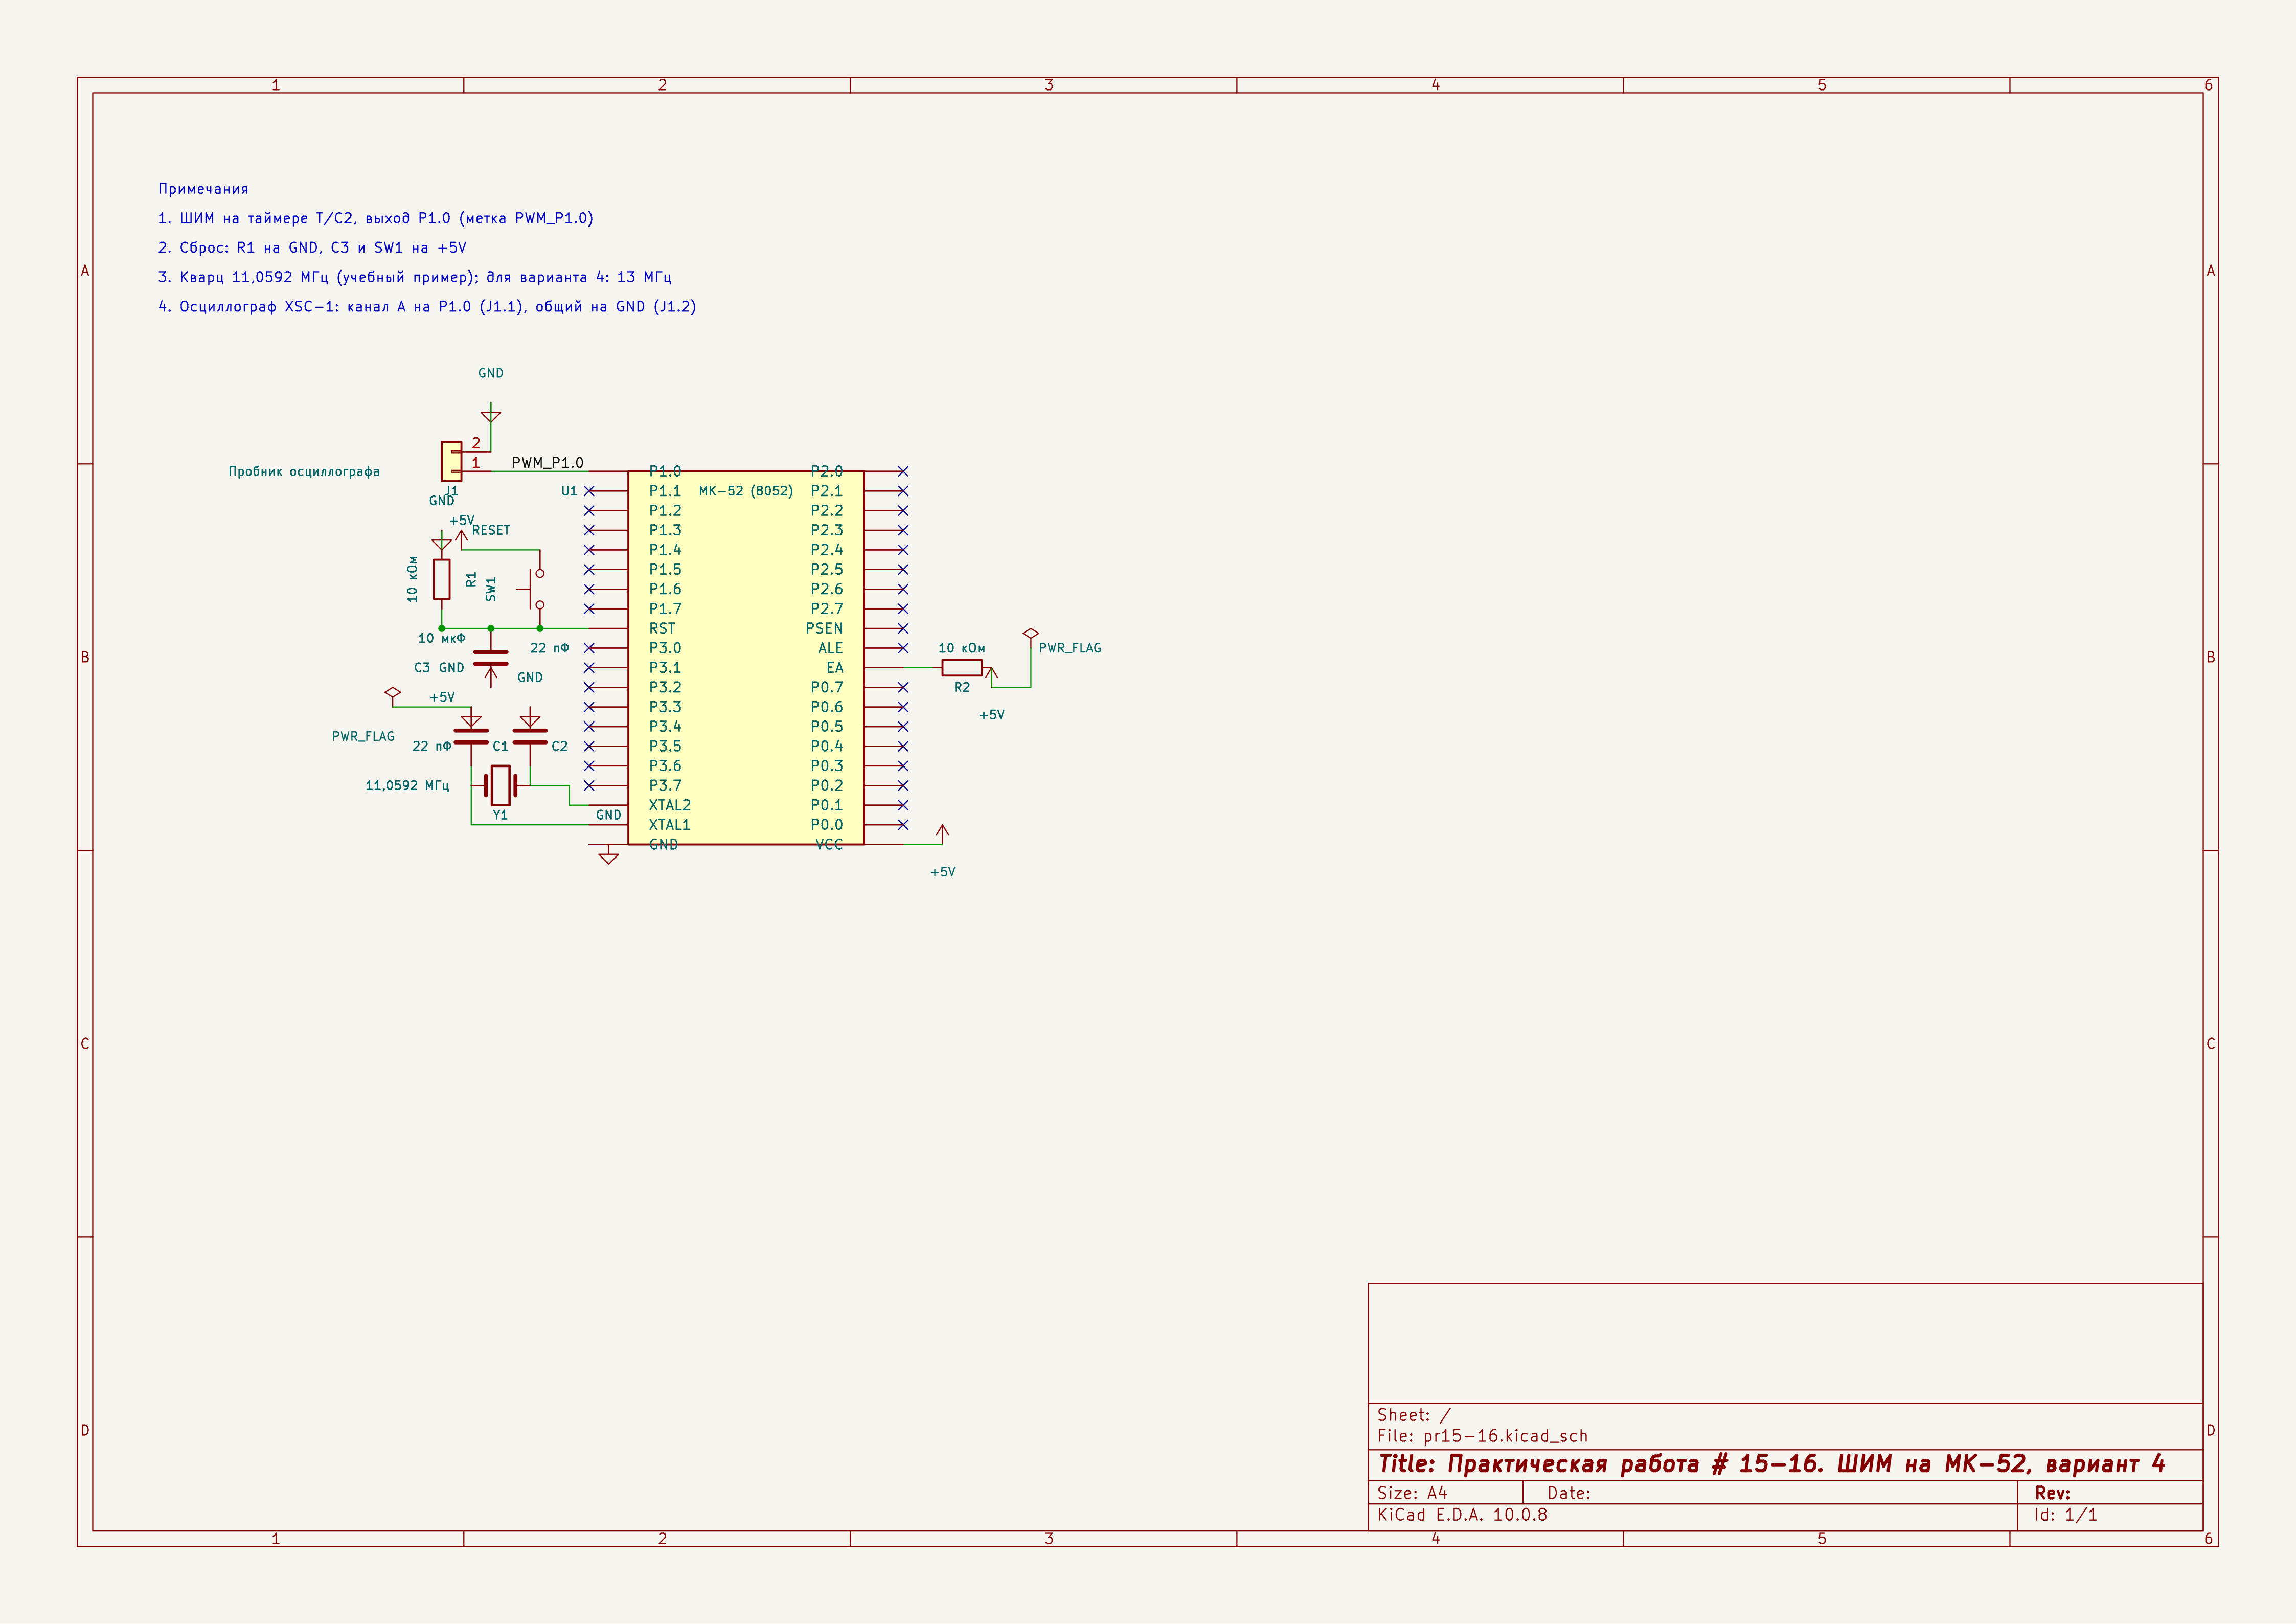 1 2 3 4 5 6
Примечания
1. ШИМ на таймере T/C2, выход P1.0 (метка PWM_P1.0)
2. Сброс: R1 на GND, C3 и SW1 на +5V
A A
3. Кварц 11,0592 МГц (учебный пример); для варианта 4: 13 МГц
4. Осциллограф XSC-1: канал A на P1.0 (J1.1), общий на GND (J1.2)
GND
2
1 PWM_P1.0
Пробник осциллографа
P1.0 P2.0
J1 U1 P1.1 MK-52 (8052) P2.1
GND
P1.2 P2.2
+5V
RESET P1.3 P2.3
P1.4 P2.4
10 кОм R1 SW1
P1.5 P2.5
P1.6 P2.6
P1.7 P2.7
RST PSEN
10 мкФ
22 пФ P3.0 ALE 10 кОм PWR_FLAG
B B
C3 GND P3.1 EA
GND
P3.2 P0.7 R2
+5V
P3.3 P0.6
+5V
P3.4 P0.5
PWR_FLAG
22 пФ C1 C2 P3.5 P0.4
P3.6 P0.3
11,0592 МГц P3.7 P0.2
XTAL2 P0.1
Y1 GND
XTAL1 P0.0
GND VCC
+5V
C C
Sheet: /
D D
File: pr15-16.kicad_sch
Title: Практическая работа # 15-16. ШИМ на МК-52, вариант 4
Size: A4 Date: Rev:
KiCad E.D.A. 10.0.8 Id: 1/1
1 2 3 4 5 6